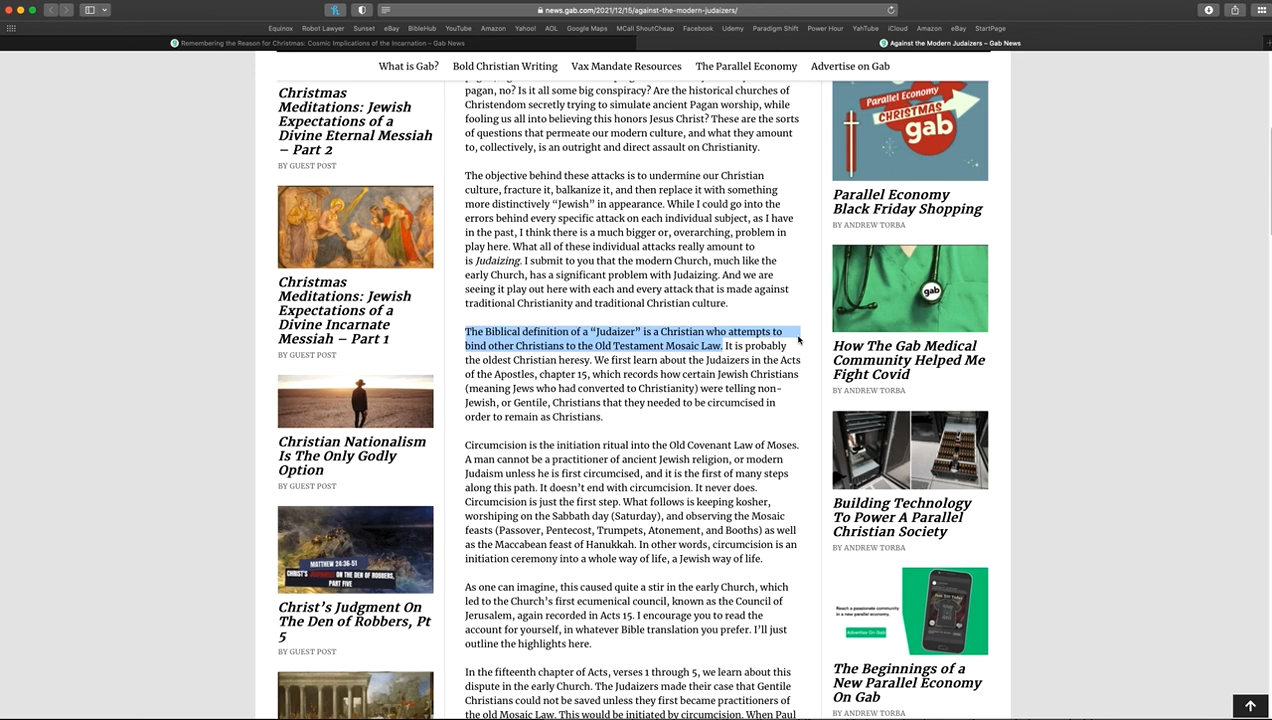 news.gab.com/2021/12/15/against-the-modern-judaizers/
Equinox Robot Lawyer Sunset eBay BibleHub YouTube Amazon Yahoo! AOL Google Maps MCall ShoutCheap Facebook Udemy Paradigm Shift Power Hour YahTube iCloud Amazon eBay StartPage
Remembering the Reason for Christmas: Cosmic Implications of the Incarnation – Gab News
Against the Modern Judaizers – Gab News
What is Gab? Bold Christian Writing Vax Mandate Resources The Parallel Economy Advertise on Gab
Christmas
Meditations: Jewish
Expectations of a
Divine Eternal Messiah
– Part 2
BY GUEST POST
Christmas
Meditations: Jewish
Expectations of a
Divine Incarnate
Messiah – Part 1
BY GUEST POST
Christian Nationalism
Is The Only Godly
Option
BY GUEST POST
MATTHEW 24:36-51
CHRIST'S JUDGMENT ON THE DEN OF ROBBERS,
PART FIVE
Christ’s Judgment On
The Den of Robbers, Pt
5
BY GUEST POST
pagan, no? Is it all some big conspiracy? Are the historical churches of
Christendom secretly trying to simulate ancient Pagan worship, while
fooling us all into believing this honors Jesus Christ? These are the sorts
of questions that permeate our modern culture, and what they amount
to, collectively, is an outright and direct assault on Christianity.
The objective behind these attacks is to undermine our Christian
culture, fracture it, balkanize it, and then replace it with something
more distinctively “Jewish” in appearance. While I could go into the
errors behind every specific attack on each individual subject, as I have
in the past, I think there is a much bigger or, overarching, problem in
play here. What all of these individual attacks really amount to
is Judaizing. I submit to you that the modern Church, much like the
early Church, has a significant problem with Judaizing. And we are
seeing it play out here with each and every attack that is made against
traditional Christianity and traditional Christian culture.
The Biblical definition of a “Judaizer” is a Christian who attempts to
bind other Christians to the Old Testament Mosaic Law. It is probably
the oldest Christian heresy. We first learn about the Judaizers in the Acts
of the Apostles, chapter 15, which records how certain Jewish Christians
(meaning Jews who had converted to Christianity) were telling non-
Jewish, or Gentile, Christians that they needed to be circumcised in
order to remain as Christians.
Circumcision is the initiation ritual into the Old Covenant Law of Moses.
A man cannot be a practitioner of ancient Jewish religion, or modern
Judaism unless he is first circumcised, and it is the first of many steps
along this path. It doesn’t end with circumcision. It never does.
Circumcision is just the first step. What follows is keeping kosher,
worshiping on the Sabbath day (Saturday), and observing the Mosaic
feasts (Passover, Pentecost, Trumpets, Atonement, and Booths) as well
as the Maccabean feast of Hanukkah. In other words, circumcision is an
initiation ceremony into a whole way of life, a Jewish way of life.
As one can imagine, this caused quite a stir in the early Church, which
led to the Church’s first ecumenical council, known as the Council of
Jerusalem, again recorded in Acts 15. I encourage you to read the
account for yourself, in whatever Bible translation you prefer. I’ll just
outline the highlights here.
In the fifteenth chapter of Acts, verses 1 through 5, we learn about this
dispute in the early Church. The Judaizers made their case that Gentile
Christians could not be saved unless they first became practitioners of
the old Mosaic Law. This would be initiated by circumcision. When Paul
Parallel Economy
CHRISTMAS
gab
Parallel Economy
Black Friday Shopping
BY ANDREW TORBA
gab
How The Gab Medical
Community Helped Me
Fight Covid
BY ANDREW TORBA
Building Technology
To Power A Parallel
Christian Society
BY ANDREW TORBA
Reach a passionate
community in a new,
powerful way.
Advertise On Gab
The Beginnings of a
New Parallel Economy
On Gab
BY ANDREW TORBA